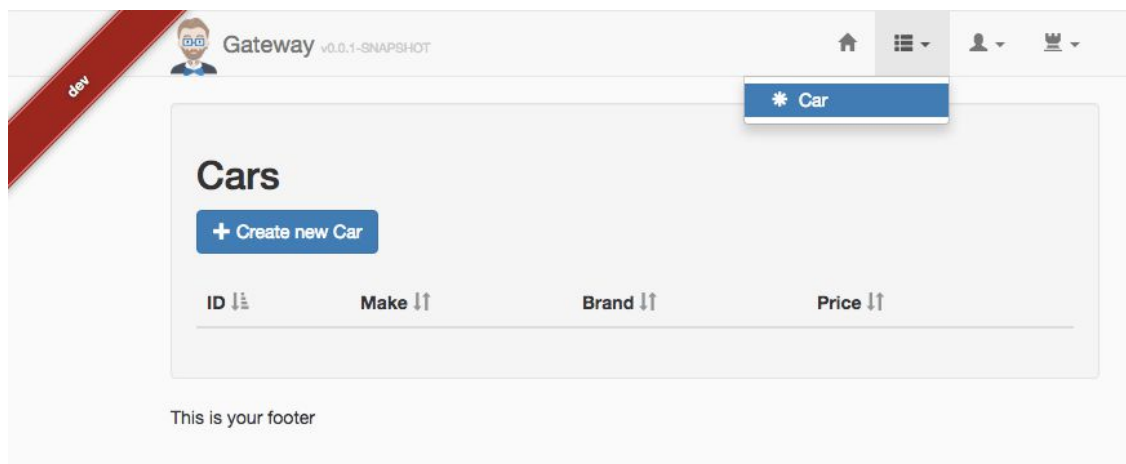 dev
Gateway v0.0.1-SNAPSHOT
Car
Cars
Create new Car
ID Make Brand Price
This is your footer